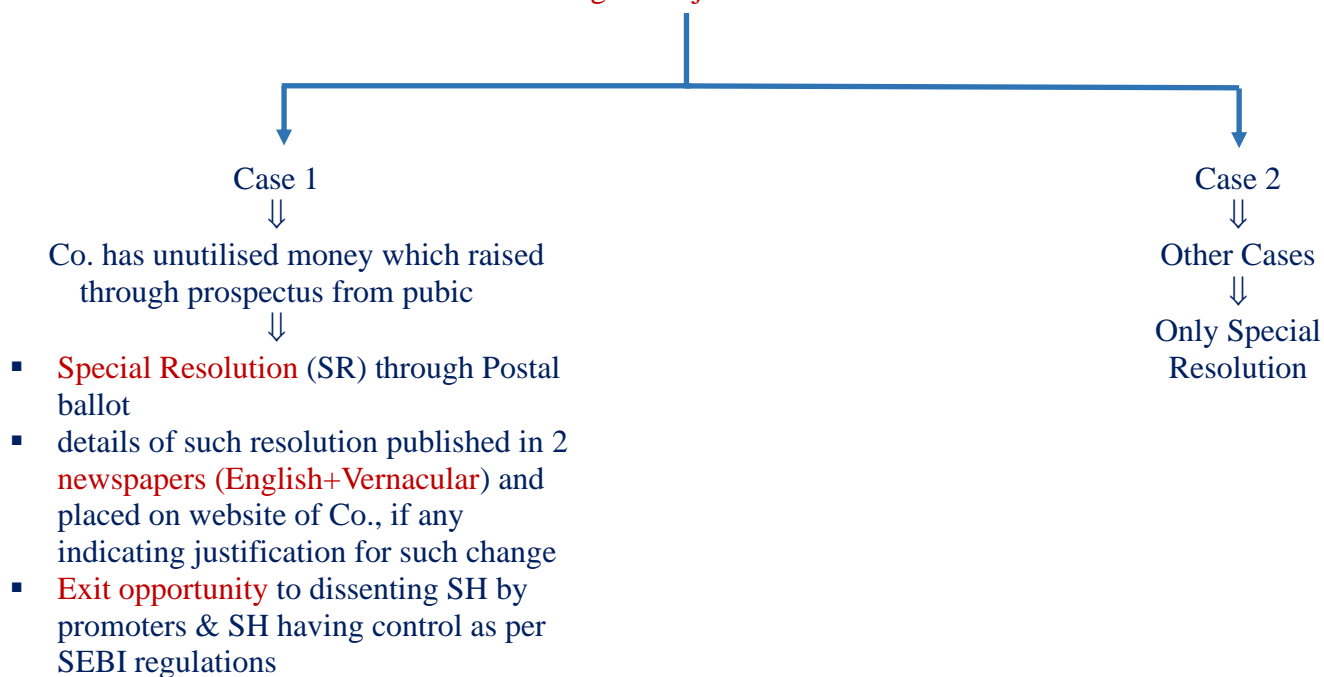 Case 1
⇓
Co. has unutilised money which raised
through prospectus from pubic
⇓
▪ Special Resolution (SR) through Postal
ballot
▪ details of such resolution published in 2
newspapers (English+Vernacular) and
placed on website of Co., if any
indicating justification for such change
▪ Exit opportunity to dissenting SH by
promoters & SH having control as per
SEBI regulations
Case 2
⇓
Other Cases
⇓
Only Special
Resolution